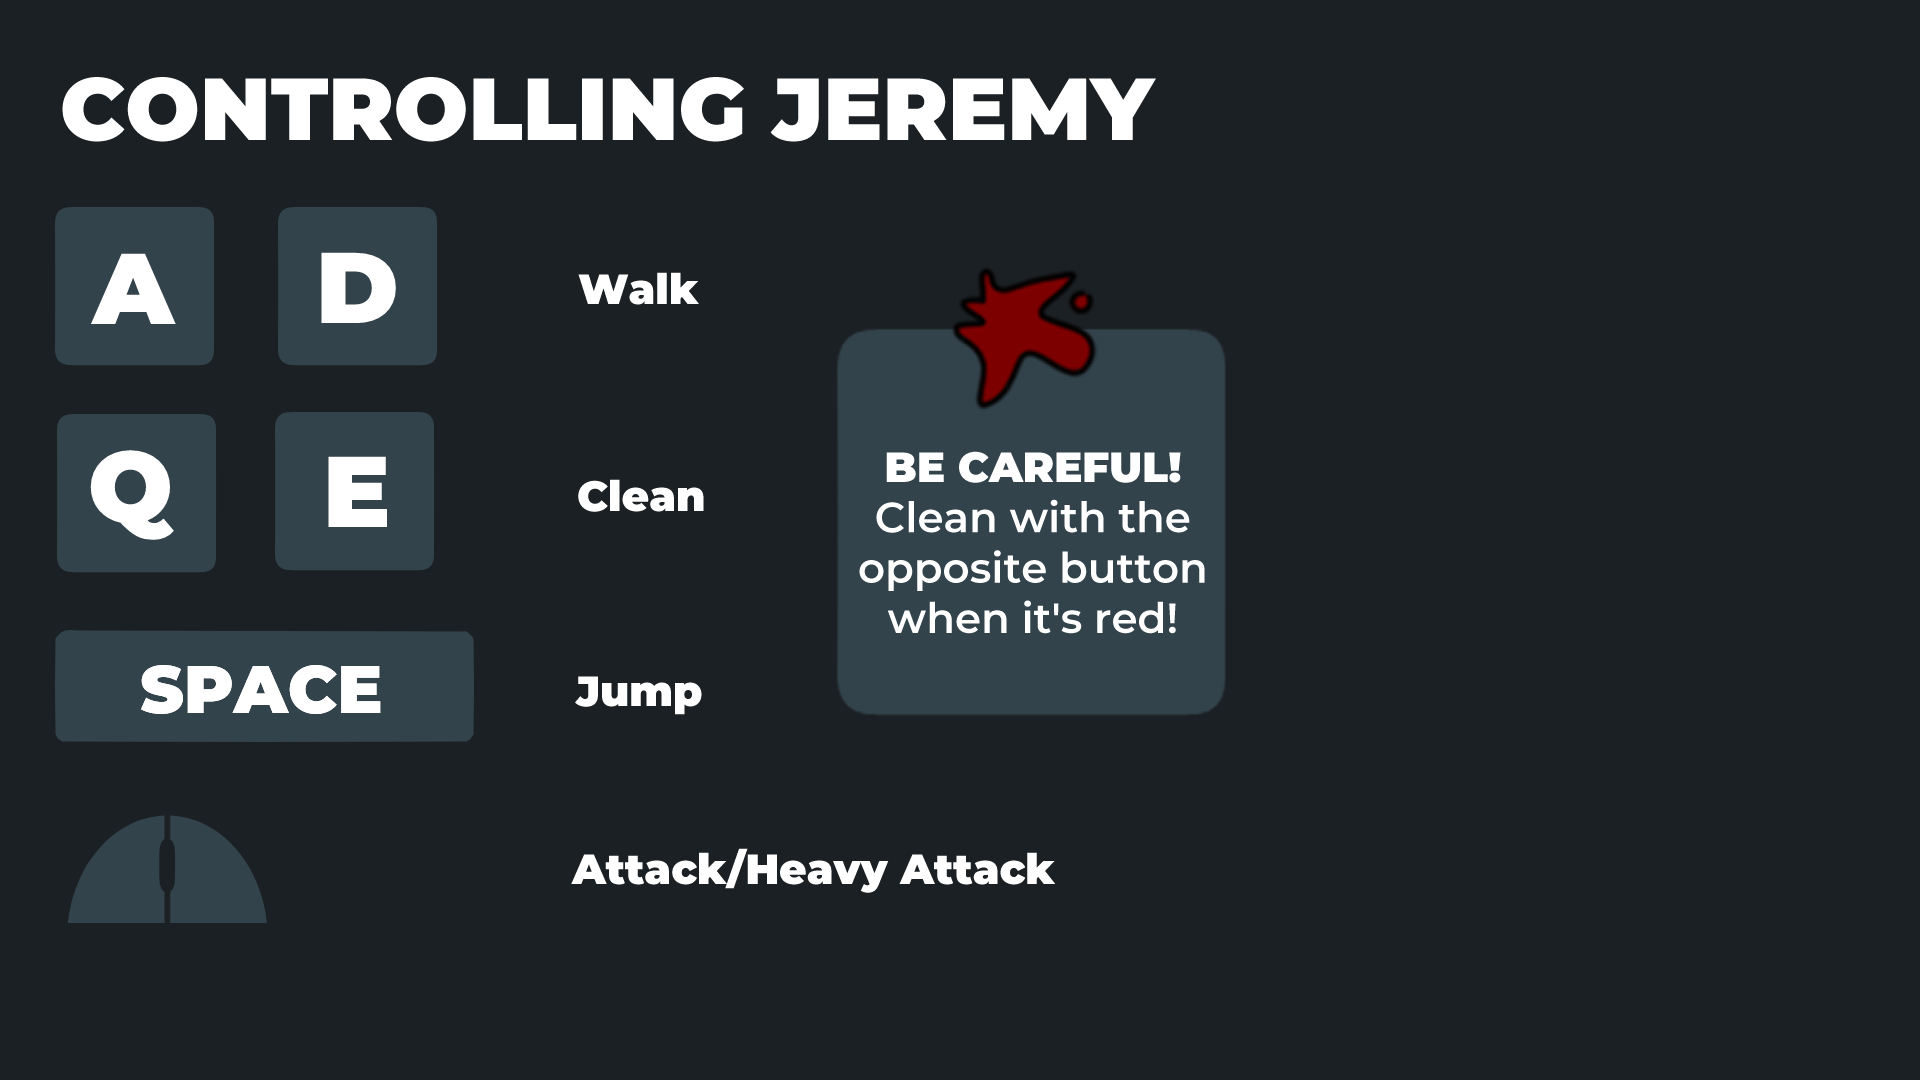 CONTROLLING JEREMY
A D Walk
Q E Clean
SPACE Jump
Attack/Heavy Attack
BE CAREFUL!
Clean with the
opposite button
when it's red!